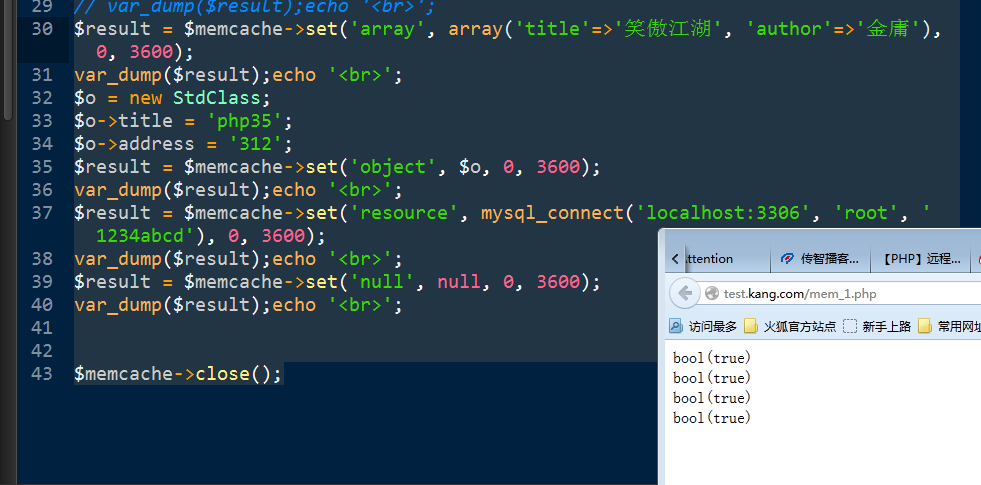 29 // var_dump($result);echo '<br>';
30 $result = $memcache->set('array', array('title'=>'笑傲江湖', 'author'=>'金庸'),
0, 3600);
31 var_dump($result);echo '<br>';
32 $o = new StdClass;
33 $o->title = 'php35';
34 $o->address = '312';
35 $result = $memcache->set('object', $o, 0, 3600);
36 var_dump($result);echo '<br>';
37 $result = $memcache->set('resource', mysql_connect('localhost:3306', 'root', '
1234abcd'), 0, 3600);
38 var_dump($result);echo '<br>';
39 $result = $memcache->set('null', null, 0, 3600);
40 var_dump($result);echo '<br>';
41
42
43 $memcache->close();
.ttention 传智播客... 【PHP】远程...
test.kang.com/mem_1.php
访问最多 火狐官方站点 新手上路 常用网址
bool(true)
bool(true)
bool(true)
bool(true)